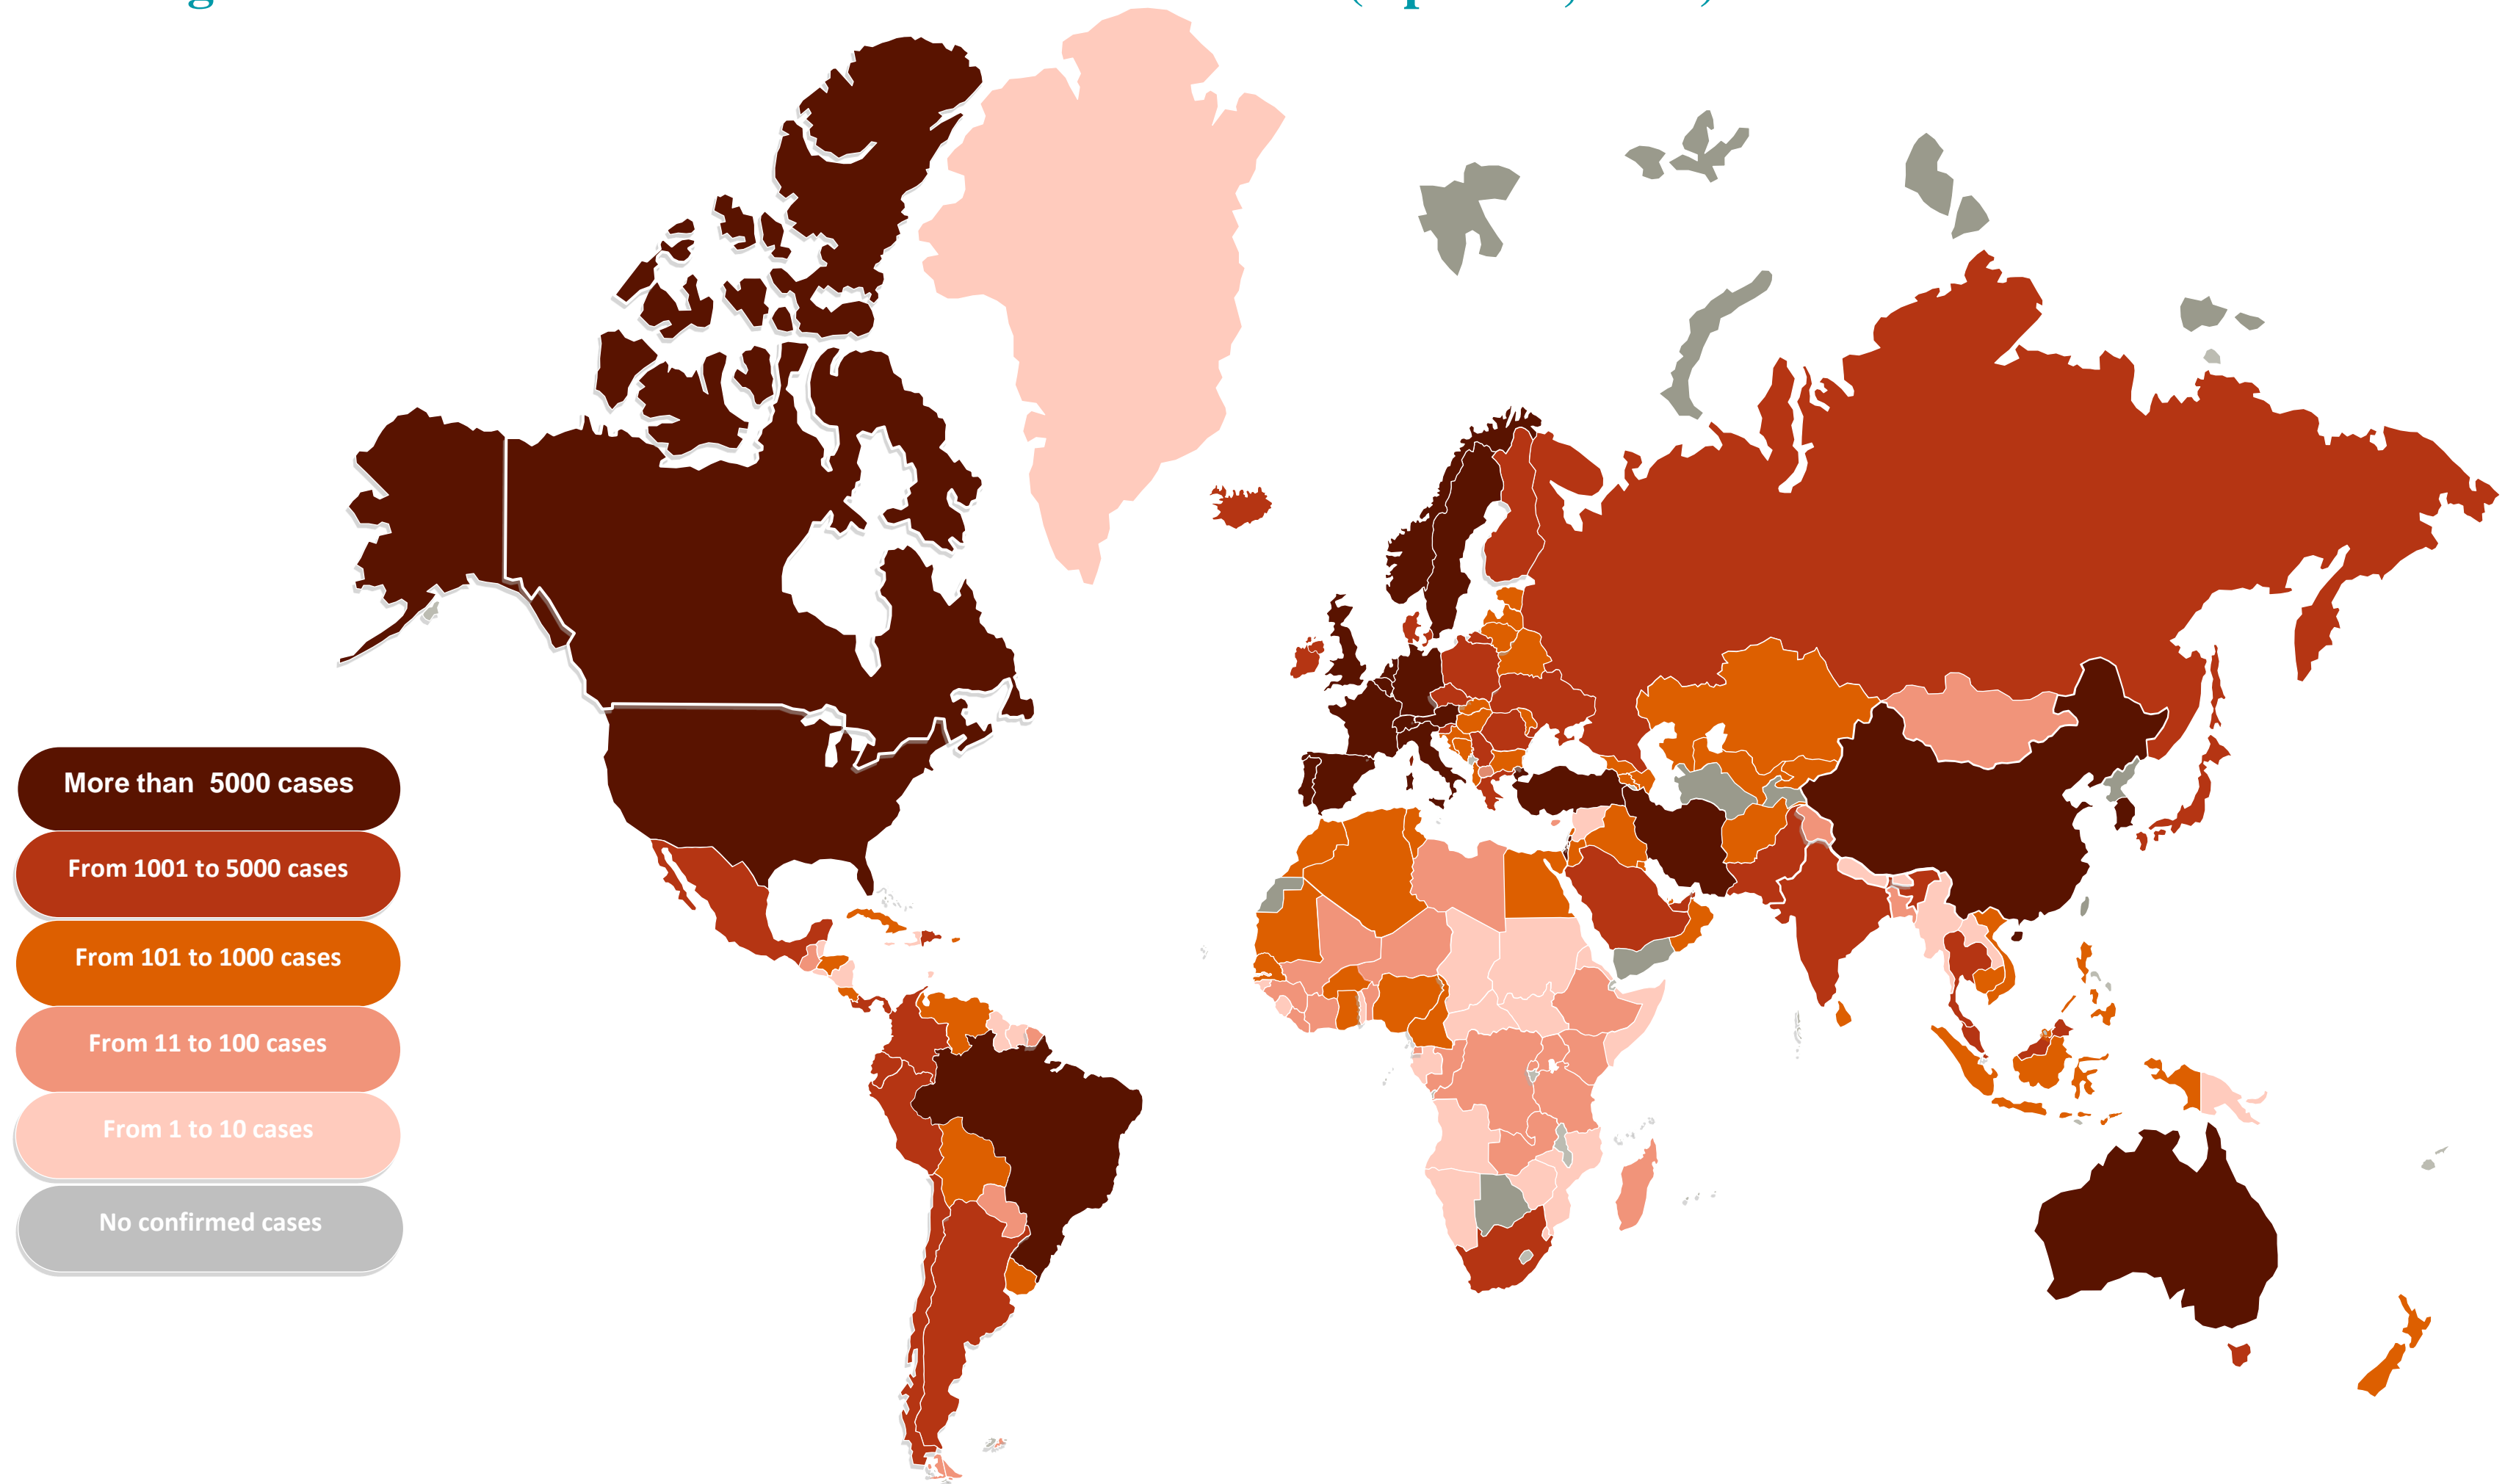 More than 5000 cases
From 1001 to 5000 cases
From 101 to 1000 cases
From 11 to 100 cases
From 1 to 10 cases
No confirmed cases